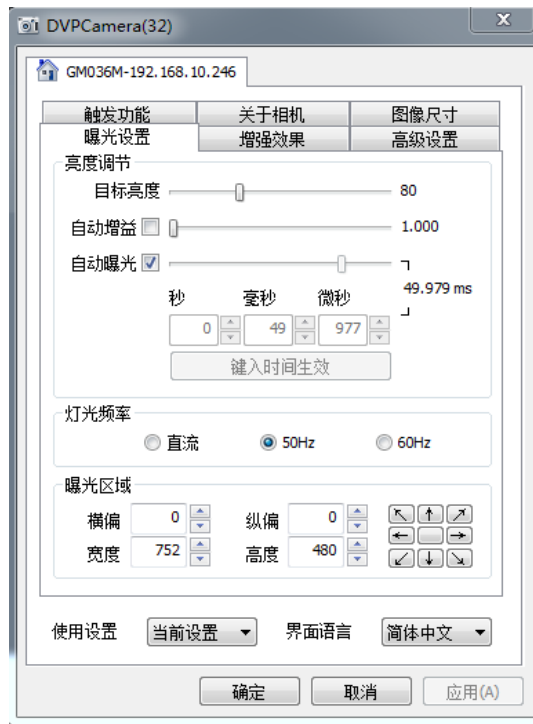 DVPCamera(32)
GM036M-192.168.10.246
触发功能 关于相机 图像尺寸
曝光设置 增强效果 高级设置
亮度调节
目标亮度 80
自动增益 1.000
自动曝光
49.979 ms
秒 毫秒 微秒
0 49 977
键入时间生效
灯光频率
直流 50Hz 60Hz
曝光区域
横偏 0 纵偏 0
宽度 752 高度 480
使用设置 当前设置 界面语言 简体中文
确定 取消 应用(A)